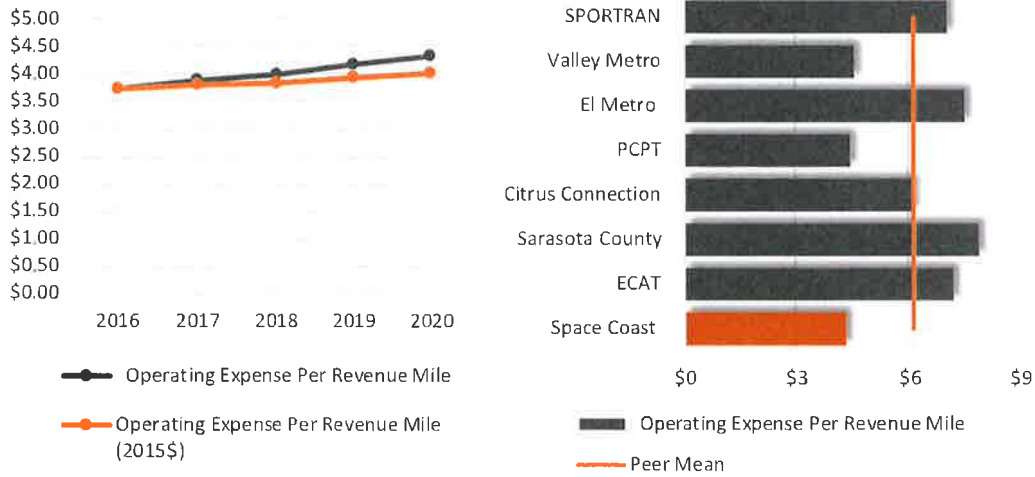 $5.00
$4.50
$4.00
$3.50
$3.00
$2.50
$2.00
$1.50
$1.00
$0.50
$0.00
2016 2017 2018 2019 2020
Operating Expense Per Revenue Mile
Operating Expense Per Revenue Mile
(2015$)
SPORTRAN
Valley Metro
El Metro
PCPT
Citrus Connection
Sarasota County
ECAT
Space Coast
$0 $3 $6 $9
Operating Expense Per Revenue Mile
Peer Mean